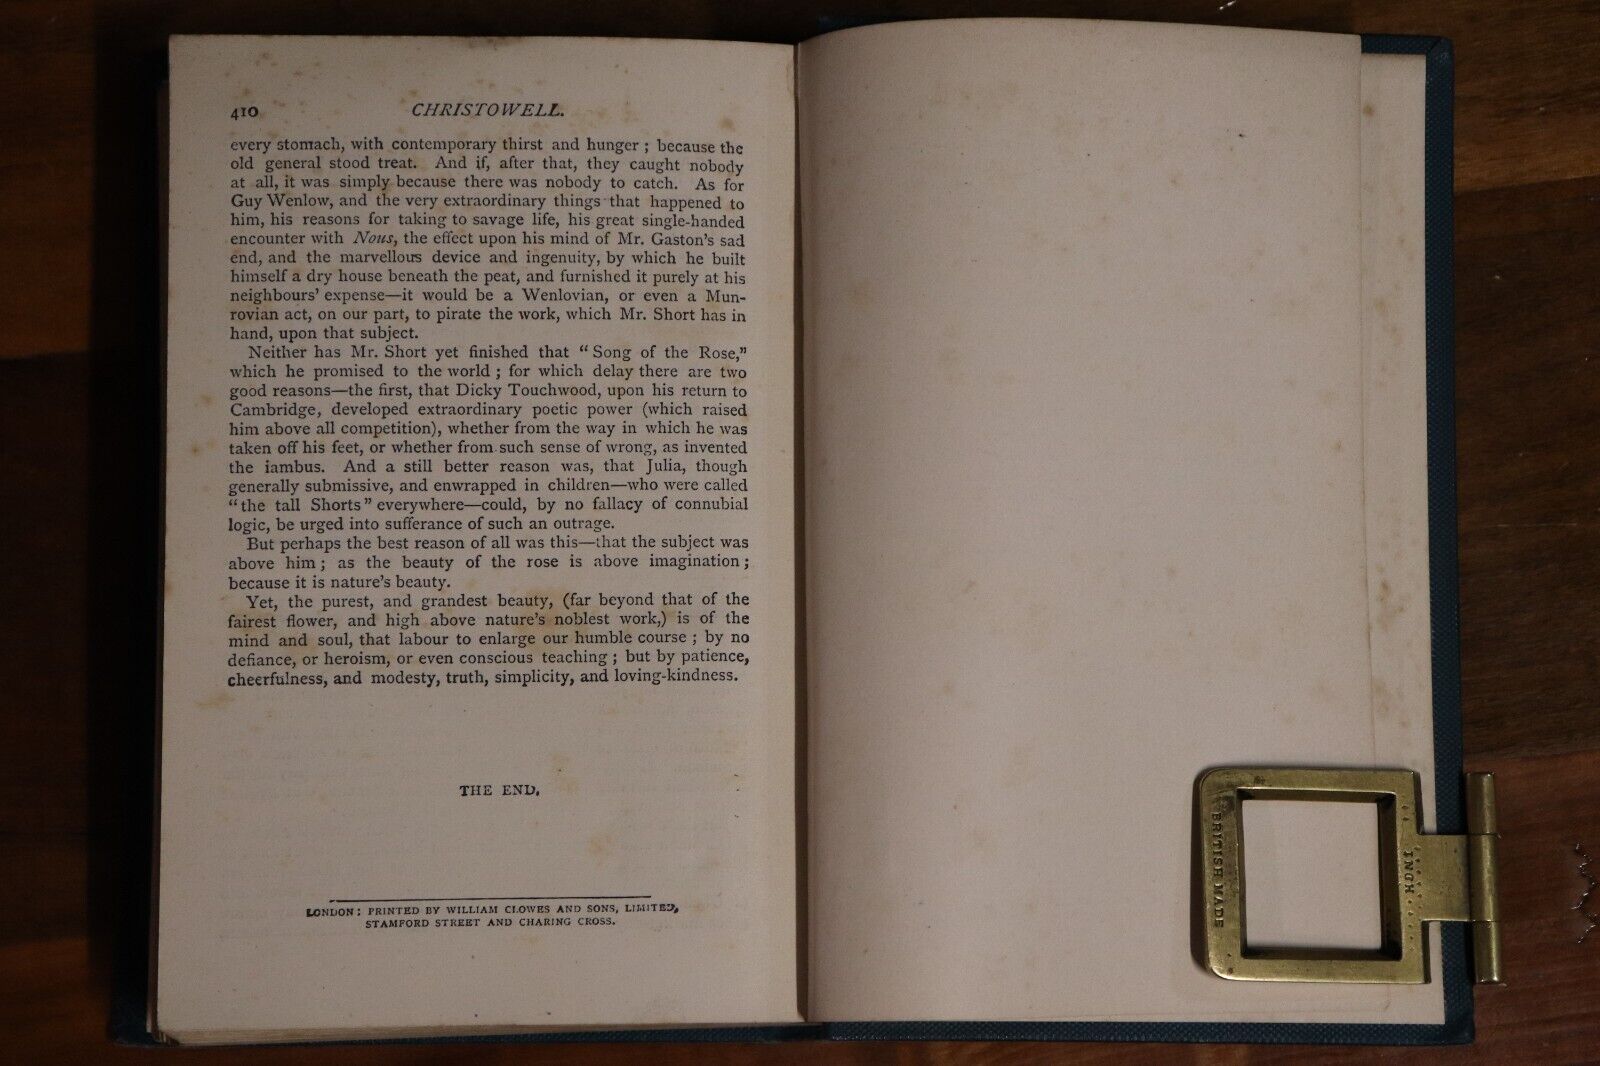 410 CHRISTOWELL.
every stomach, with contemporary thirst and hunger ; because the
old general stood treat. And if, after that, they caught nobody
at all, it was simply because there was nobody to catch. As for
Guy Wenlow, and the very extraordinary things that happened to
him, his reasons for taking to savage life, his great single-handed
encounter with Nous, the effect upon his mind of Mr. Gaston's sad
end, and the marvellous device and ingenuity, by which he built
himself a dry house beneath the peat, and furnished it purely at his
neighbours' expense—it would be a Wenlovian, or even a Mun-
rovian act, on our part, to pirate the work, which Mr. Short has in
hand, upon that subject.
Neither has Mr. Short yet finished that “Song of the Rose,”
which he promised to the world ; for which delay there are two
good reasons—the first, that Dicky Touchwood, upon his return to
Cambridge, developed extraordinary poetic power (which raised
him above all competition), whether from the way in which he was
taken off his feet, or whether from such sense of wrong, as invented
the iambus. And a still better reason was, that Julia, though
generally submissive, and enwrapped in children—who were called
“the tall Shorts” everywhere—could, by no fallacy of connubial
logic, be urged into sufferance of such an outrage.
But perhaps the best reason of all was this—that the subject was
above him ; as the beauty of the rose is above imagination ;
because it is nature's beauty.
Yet, the purest, and grandest beauty, (far beyond that of the
fairest flower, and high above nature's noblest work,) is of the
mind and soul, that labour to enlarge our humble course ; by no
defiance, or heroism, or even conscious teaching ; but by patience,
cheerfulness, and modesty, truth, simplicity, and loving-kindness.
THE END.
LONDON: PRINTED BY WILLIAM CLOWES AND SONS, LIMITED,
STAMFORD STREET AND CHARING CROSS.
BRITISH MADE
INCH